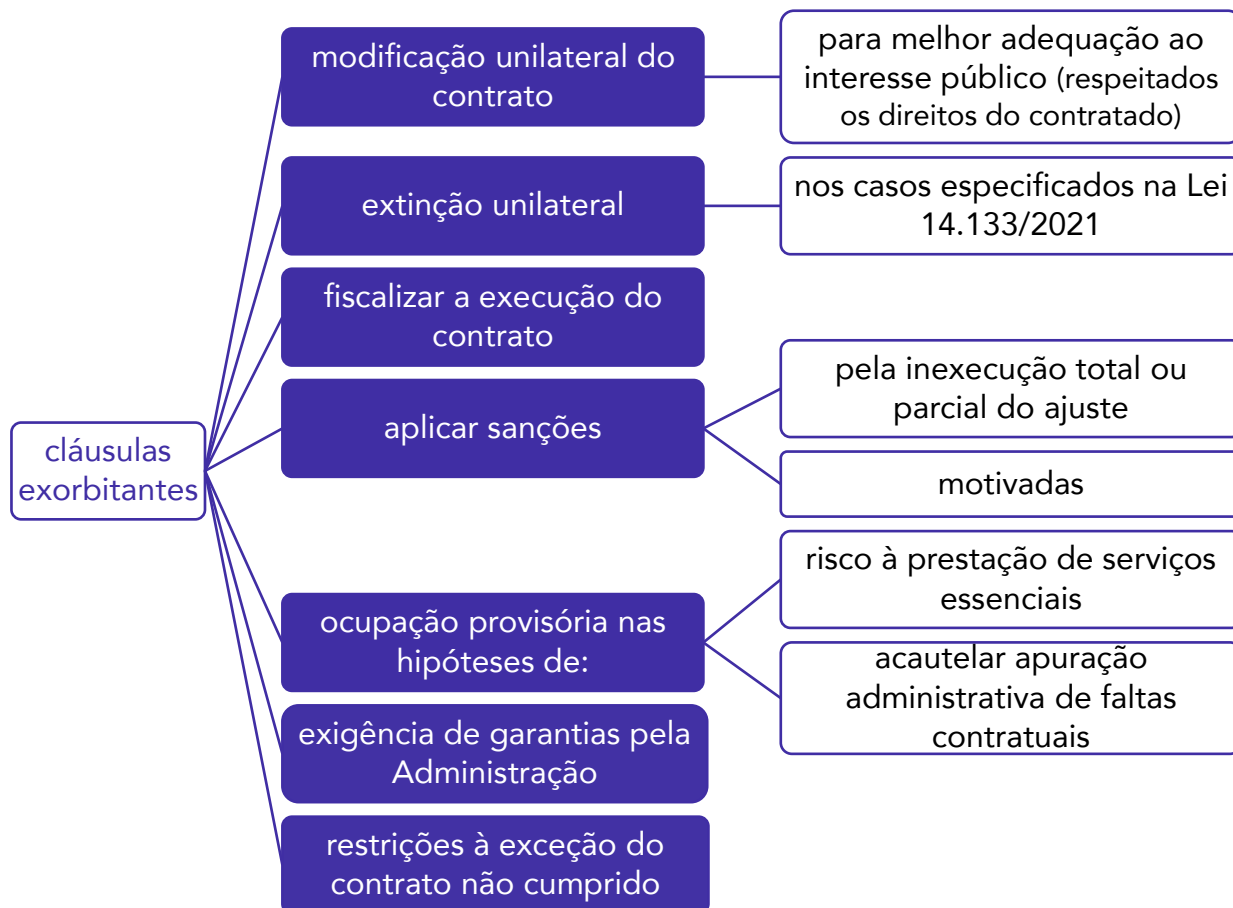 cláusulas
exorbitantes
modificação unilateral do
contrato
para melhor adequação ao
interesse público (respeitados
os direitos do contratado)
extinção unilateral
nos casos especificados na Lei
14.133/2021
fiscalizar a execução do
contrato
aplicar sanções
pela inexecução total ou
parcial do ajuste
motivadas
ocupação provisória nas
hipóteses de:
risco à prestação de serviços
essenciais
acautelar apuração
administrativa de faltas
contratuais
exigência de garantias pela
Administração
restrições à exceção do
contrato não cumprido